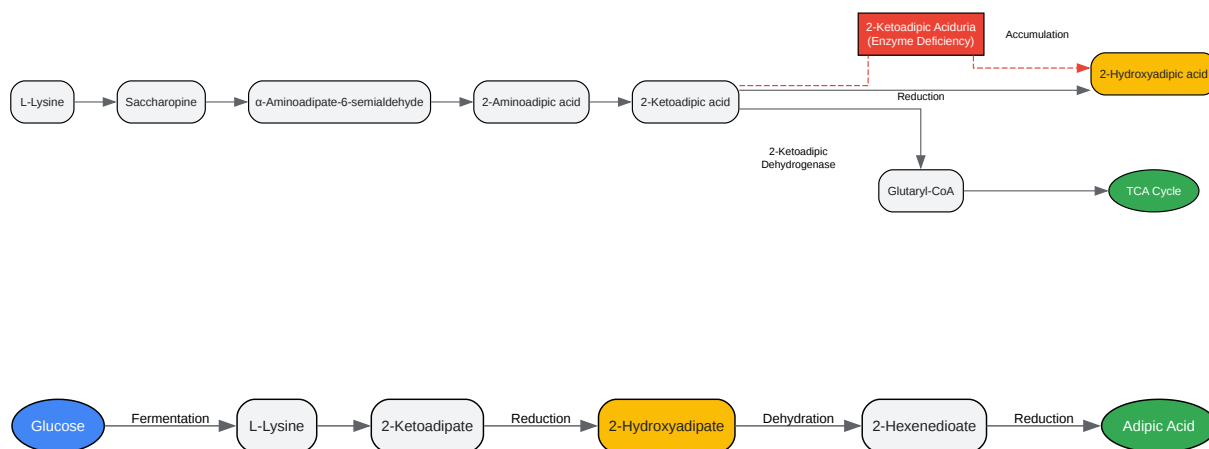 2-Ketoadipic Aciduria
(Enzyme Deficiency)
Accumulation
L-Lysine
Saccharopine
α-Aminoadipate-6-semialdehyde
2-Aminoadipic acid
2-Ketoadipic acid
Reduction
2-Hydroxyadipic acid
2-Ketoadipic
Dehydrogenase
Glutaryl-CoA
TCA Cycle
Glucose
Fermentation
L-Lysine
2-Ketoadipate
Reduction
2-Hydroxyadipate
Dehydration
2-Hexenedioate
Reduction
Adipic Acid